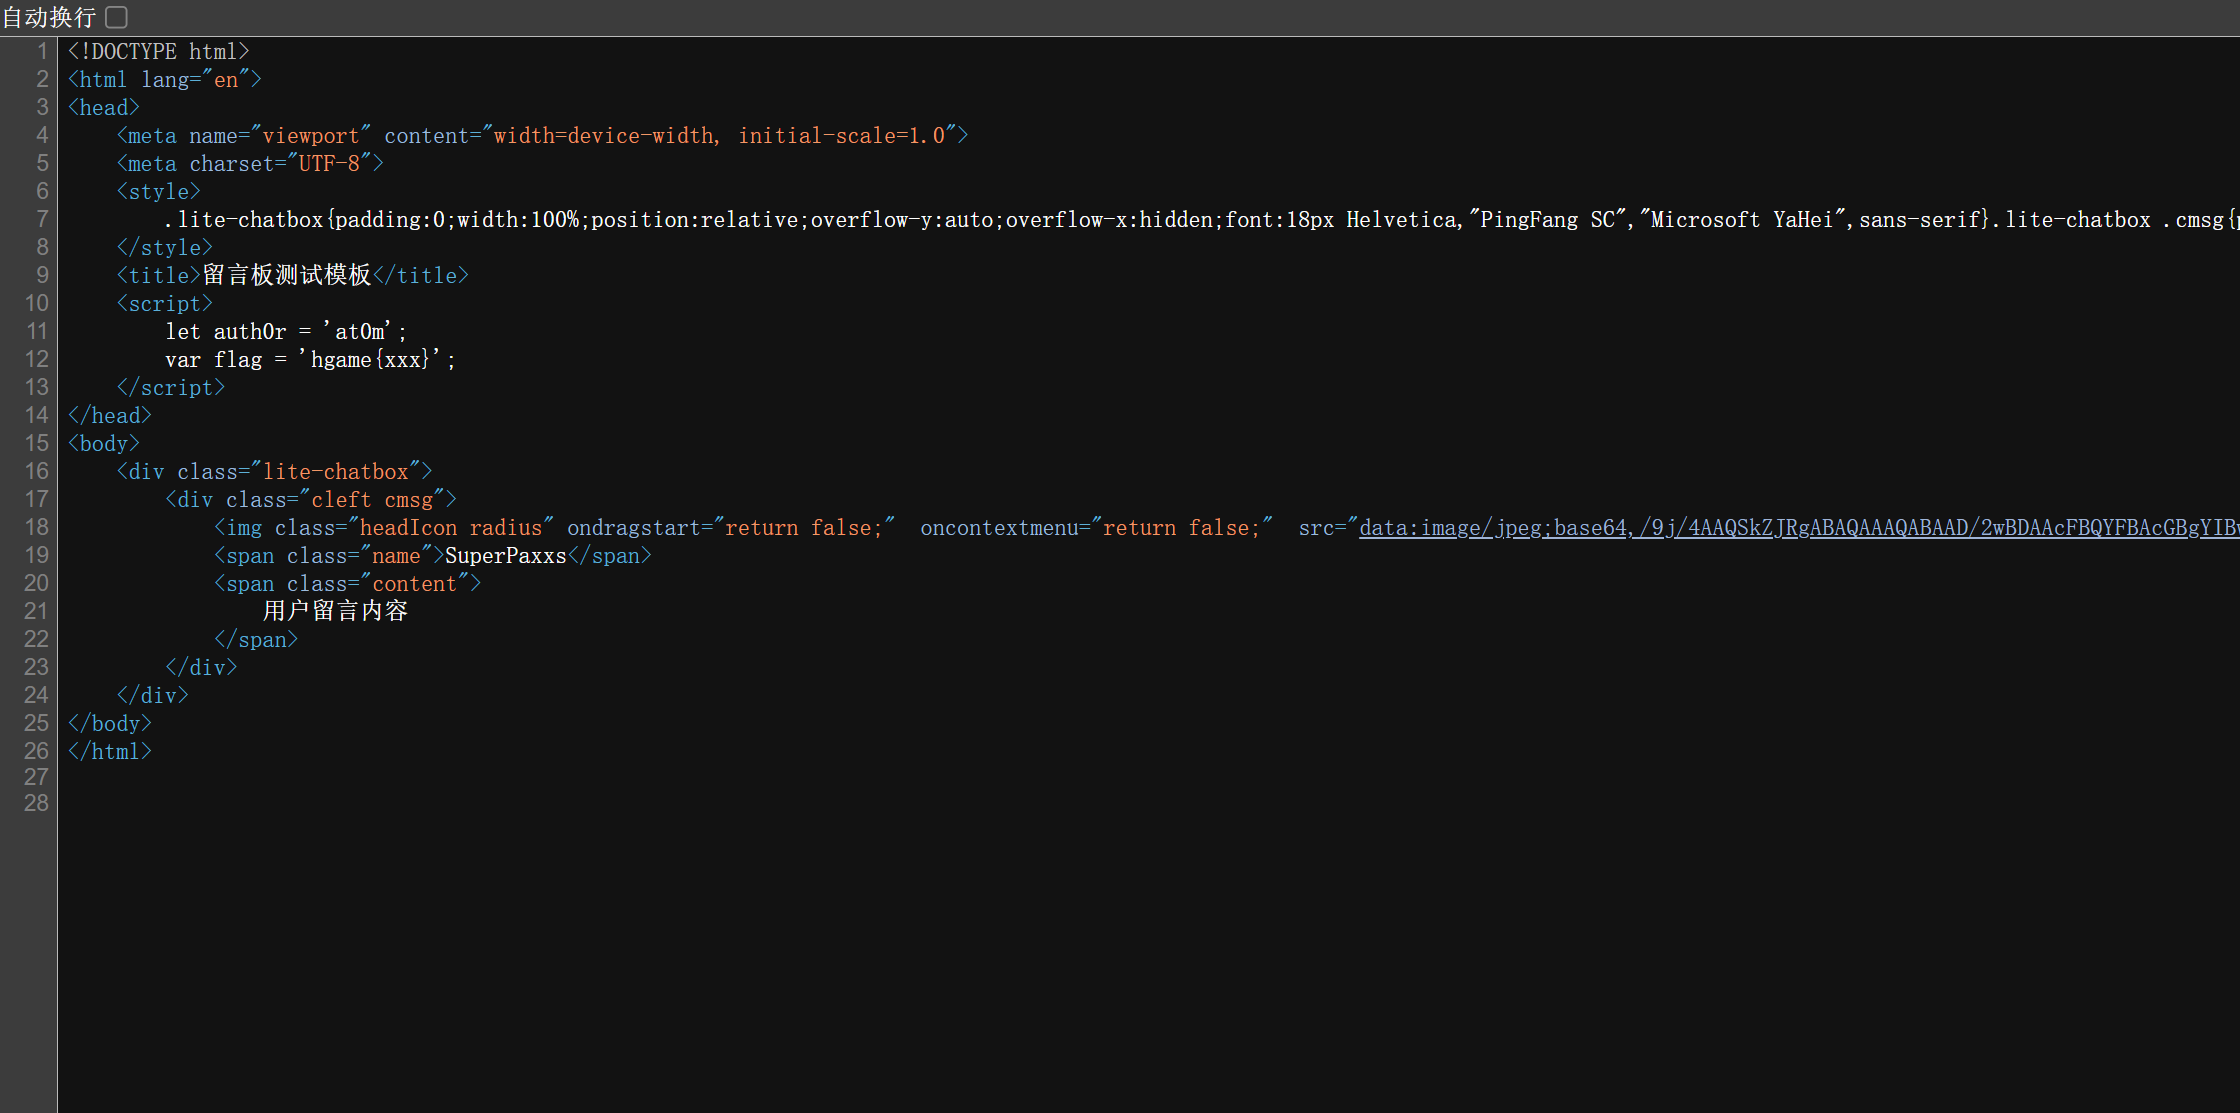 自动换行
1 <!DOCTYPE html>
2 <html lang="en">
3 <head>
4 <meta name="viewport" content="width=device-width, initial-scale=1.0">
5 <meta charset="UTF-8">
6 <style>
7 .lite-chatbox{padding:0;width:100%;position:relative;overflow-y:auto;overflow-x:hidden;font:18px Helvetica,"PingFang SC","Microsoft YaHei",sans-serif}.lite-chatbox .cmsg{
8 </style>
9 <title>留言板测试模板</title>
10 <script>
11 let auth0r = 'at0m';
12 var flag = 'hgame{xxx}';
13 </script>
14 </head>
15 <body>
16 <div class="lite-chatbox">
17 <div class="cleft cmsg">
18 <img class="headIcon radius" ondragstart="return false;"  oncontextmenu="return false;"  src="data:image/jpeg;base64,/9j/4AAQSkZJRgABAQAAAQABAAD/2wBDAAcFBQYFBAcGBgYIB
19 <span class="name">SuperPaxxs</span>
20 <span class="content">
21 用户留言内容
22 </span>
23 </div>
24 </div>
25 </body>
26 </html>
27
28